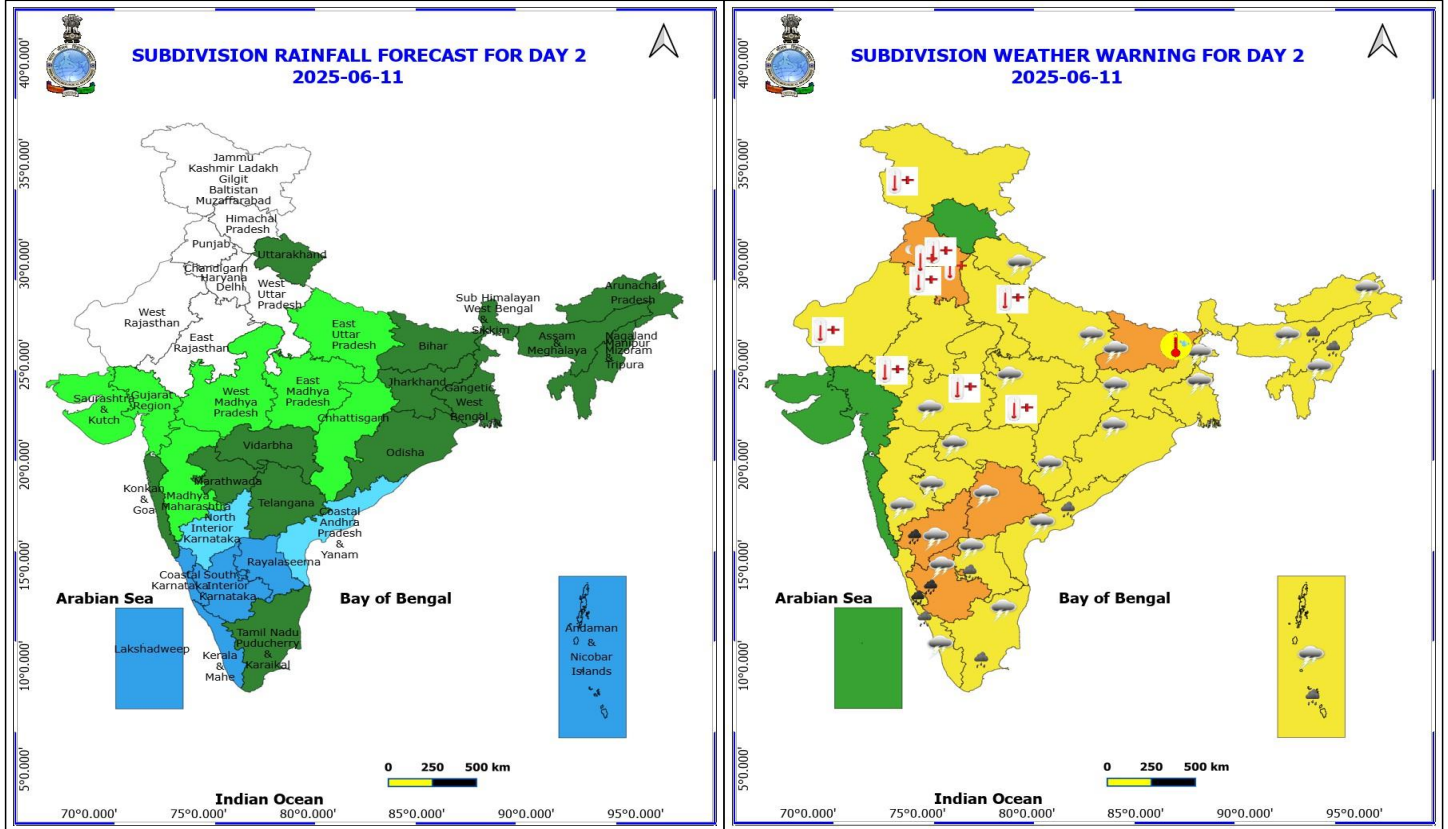 SUBDIVISION RAINFALL FORECAST FOR DAY 2
2025-06-11
40°0.000'
35°0.000'
30°0.000'
25°0.000'
20°0.000'
15°0.000'
10°0.000'
5°0.000'
Jammu
Kashmir Ladakh
Gilgit
Baltistan
Muzaffarabad
Himachal
Pradesh
Punjab
Chandigarh
Haryana
Delhi
Uttarakhand
West
Uttar
Pradesh
West
Rajasthan
East
Rajasthan
East
Uttar
Pradesh
Bihar
Sub Himalayan
West Bengal
&
Sikkim
Arunachal
Pradesh
Assam
&
Meghalaya
Nagaland
Manipur
Mizoram
&
Tripura
Jharkhand
Gangetic
West
Bengal
Saurashtra
&
Kutch
Gujarat
Region
West
Madhya
Pradesh
East
Madhya
Pradesh
Chhattisgarh
Odisha
Vidarbha
Marathwada
Konkan
&
Goa
Madhya
Maharashtra
Telangana
North
Interior
Karnataka
Coastal
Andhra
Pradesh
&
Yanam
Rayalaseema
Coastal
Karnataka
South
Interior
Karnataka
Arabian Sea
Bay of Bengal
Lakshadweep
Kerala
&
Mahe
Tamil Nadu
Puducherry
&
Karaikal
Andaman
&
Nicobar
Islands
0 250 500 km
Indian Ocean
70°0.000' 75°0.000' 80°0.000' 85°0.000' 90°0.000' 95°0.000'
SUBDIVISION WEATHER WARNING FOR DAY 2
2025-06-11
40°0.000'
35°0.000'
30°0.000'
25°0.000'
20°0.000'
15°0.000'
10°0.000'
5°0.000'
Arabian Sea
Bay of Bengal
0 250 500 km
Indian Ocean
70°0.000' 75°0.000' 80°0.000' 85°0.000' 90°0.000' 95°0.000'